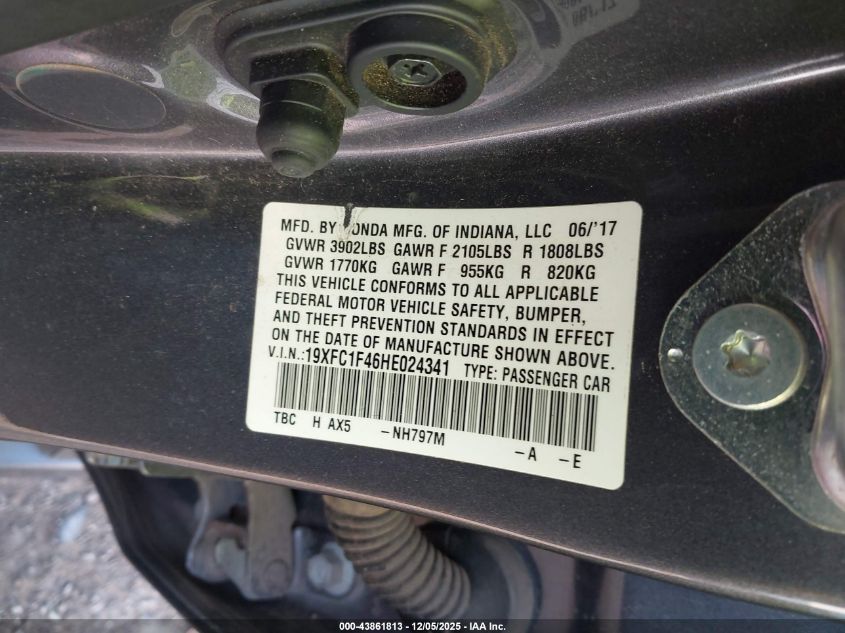 MFD. BY HONDA MFG. OF INDIANA, LLC 06/'17
GVWR 3902LBS GAWR F 2105LBS R 1808LBS
GVWR 1770KG GAWR F 955KG R 820KG
THIS VEHICLE CONFORMS TO ALL APPLICABLE
FEDERAL MOTOR VEHICLE SAFETY, BUMPER,
AND THEFT PREVENTION STANDARDS IN EFFECT
ON THE DATE OF MANUFACTURE SHOWN ABOVE.
V.I.N.: 19XFC1F46HE024341 TYPE: PASSENGER CAR
TBC H AX5 -NH797M
-A -E
000-43861813 • 12/05/2025 • IAA Inc.